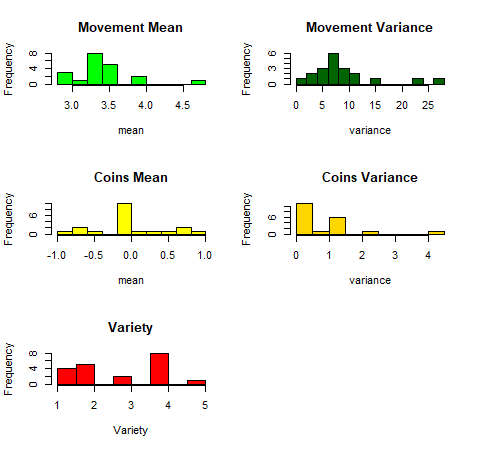 Movement Mean
Frequency
0 4 8
3.0 3.5 4.0 4.5
mean
Movement Variance
Frequency
0 3 6
0 5 10 15 20 25
variance
Coins Mean
Frequency
0 6
-1.0 -0.5 0.0 0.5 1.0
mean
Coins Variance
Frequency
0 6
0 1 2 3 4
variance
Variety
Frequency
0 4 8
1 2 3 4 5
Variety